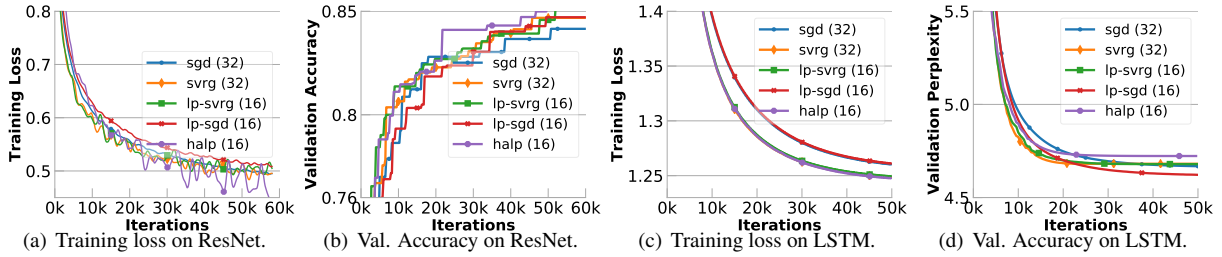 Training Loss
0.8
0.7
0.6
0.5
sgd (32)
svrg (32)
lp-svrg (16)
lp-sgd (16)
halp (16)
0k 10k 20k 30k 40k 50k 60k
Iterations
(a) Training loss on ResNet.
Validation Accuracy
0.85
0.8
0.76
sgd (32)
svrg (32)
lp-svrg (16)
lp-sgd (16)
halp (16)
0k 10k 20k 30k 40k 50k 60k
Iterations
(b) Val. Accuracy on ResNet.
Training Loss
1.4
1.35
1.3
1.25
sgd (32)
svrg (32)
lp-svrg (16)
lp-sgd (16)
halp (16)
0k 10k 20k 30k 40k 50k
Iterations
(c) Training loss on LSTM.
Validation Perplexity
5.5
5.0
4.5
sgd (32)
svrg (32)
lp-svrg (16)
lp-sgd (16)
halp (16)
0k 10k 20k 30k 40k 50k
Iterations
(d) Val. Accuracy on LSTM.